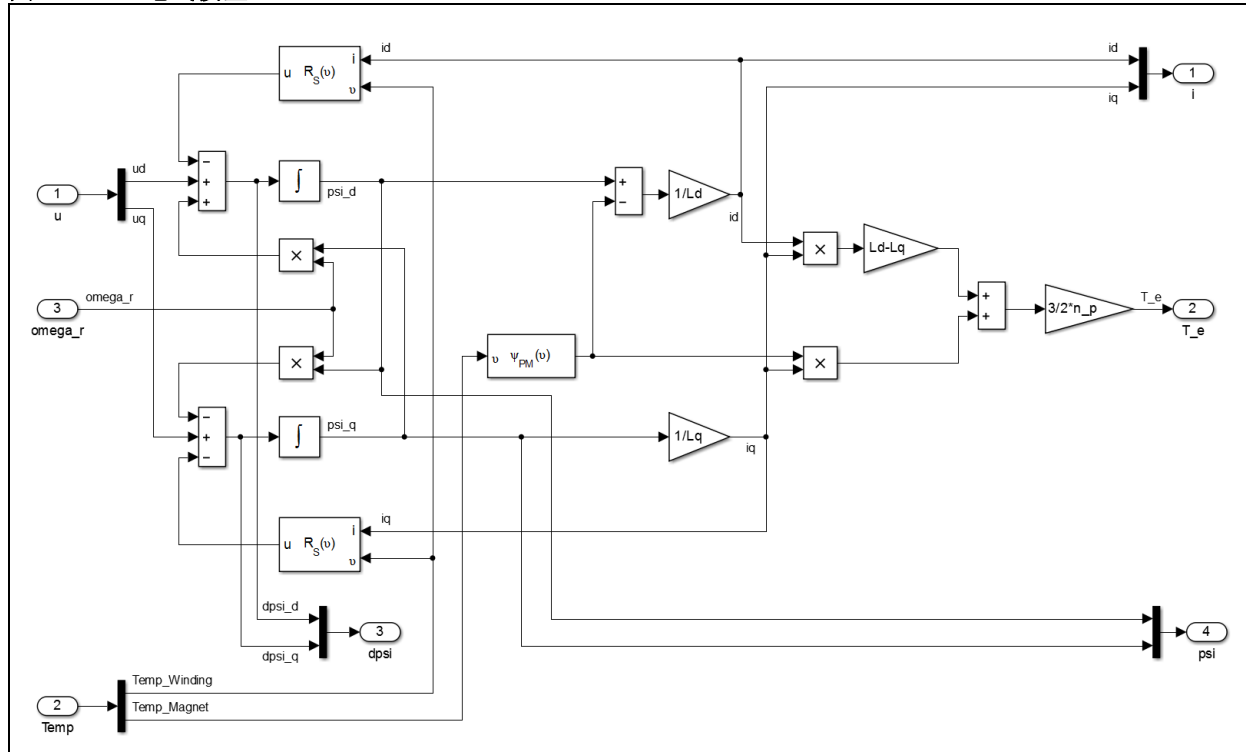 id
i
u R_S(υ)
υ
id
iq
1
i
ud
uq
1
u
−
+
+
∫
psi_d
+
−
1/Ld
id
×
×
Ld-Lq
omega_r
3
omega_r
+
+
3/2*n_p
T_e
2
T_e
×
υ ψ_PM(υ)
×
−
+
−
∫
psi_q
1/Lq
iq
iq
i
u R_S(υ)
υ
dpsi_d
dpsi_q
3
dpsi
4
psi
Temp_Winding
Temp_Magnet
2
Temp